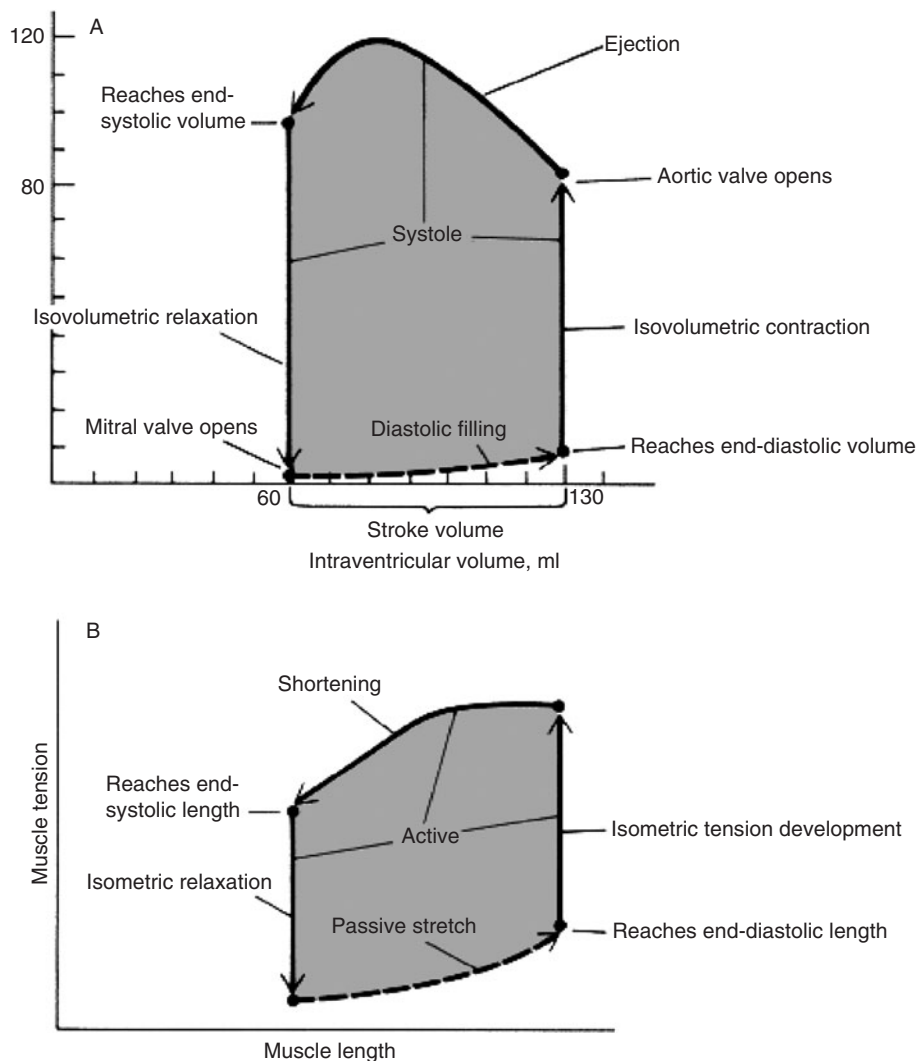 120
A
Ejection
Reaches end-
systolic volume
80
Aortic valve opens
Systole
Isovolumetric relaxation
Isovolumetric contraction
Mitral valve opens
Diastolic filling
Reaches end-diastolic volume
60
130
Stroke volume
Intraventricular volume, ml
B
Shortening
Reaches end-
systolic length
Muscle tension
Active
Isometric tension development
Isometric relaxation
Passive stretch
Reaches end-diastolic length
Muscle length